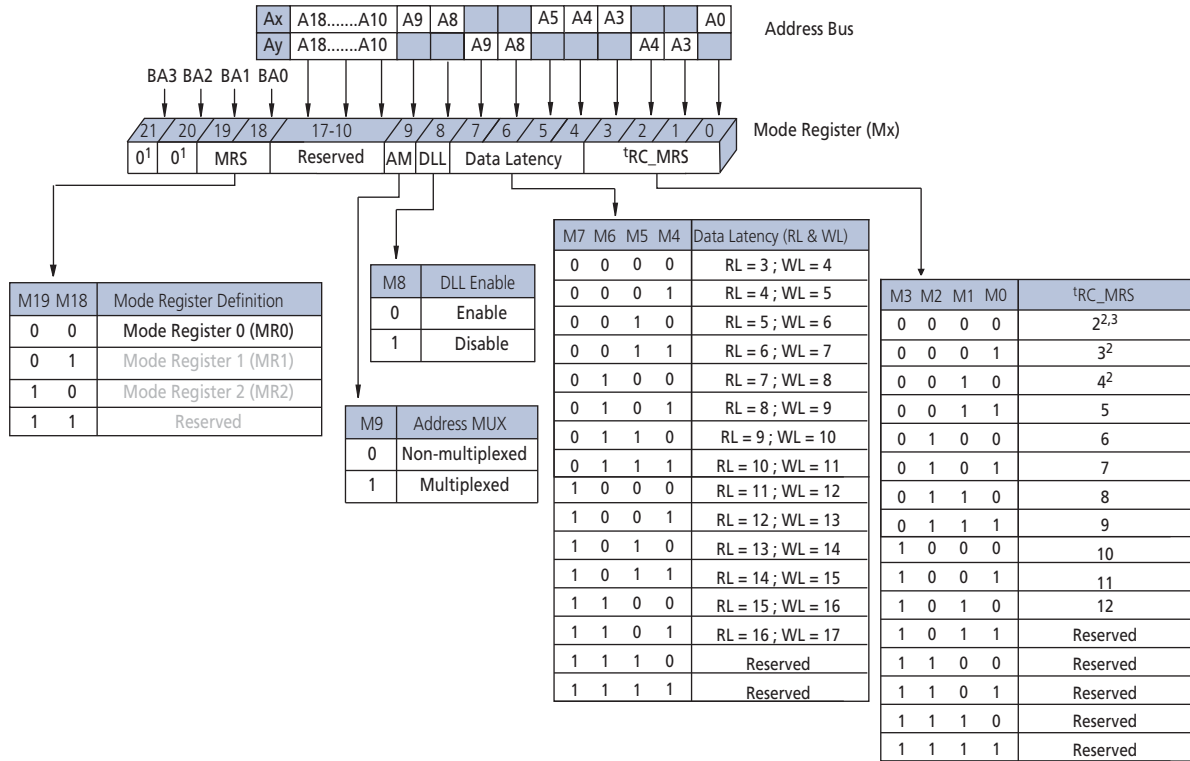 Ax A18.......A10 A9 A8 A5 A4 A3 A0
Address Bus
Ay A18.......A10 A9 A8 A4 A3
BA3 BA2 BA1 BA0
21 20 19 18 17-10 9 8 7 6 5 4 3 2 1 0
Mode Register (Mx)
0¹ 0¹ MRS Reserved AM DLL Data Latency ᵗRC_MRS
M19 M18 Mode Register Definition
0 0 Mode Register 0 (MR0)
0 1 Mode Register 1 (MR1)
1 0 Mode Register 2 (MR2)
1 1 Reserved
M8 DLL Enable
0 Enable
1 Disable
M9 Address MUX
0 Non-multiplexed
1 Multiplexed
M7 M6 M5 M4 Data Latency (RL & WL)
0 0 0 0 RL = 3 ; WL = 4
0 0 0 1 RL = 4 ; WL = 5
0 0 1 0 RL = 5 ; WL = 6
0 0 1 1 RL = 6 ; WL = 7
0 1 0 0 RL = 7 ; WL = 8
0 1 0 1 RL = 8 ; WL = 9
0 1 1 0 RL = 9 ; WL = 10
0 1 1 1 RL = 10 ; WL = 11
1 0 0 0 RL = 11 ; WL = 12
1 0 0 1 RL = 12 ; WL = 13
1 0 1 0 RL = 13 ; WL = 14
1 0 1 1 RL = 14 ; WL = 15
1 1 0 0 RL = 15 ; WL = 16
1 1 0 1 RL = 16 ; WL = 17
1 1 1 0 Reserved
1 1 1 1 Reserved
M3 M2 M1 M0 ᵗRC_MRS
0 0 0 0 2²,³
0 0 0 1 3²
0 0 1 0 4²
0 0 1 1 5
0 1 0 0 6
0 1 0 1 7
0 1 1 0 8
0 1 1 1 9
1 0 0 0 10
1 0 0 1 11
1 0 1 0 12
1 0 1 1 Reserved
1 1 0 0 Reserved
1 1 0 1 Reserved
1 1 1 0 Reserved
1 1 1 1 Reserved